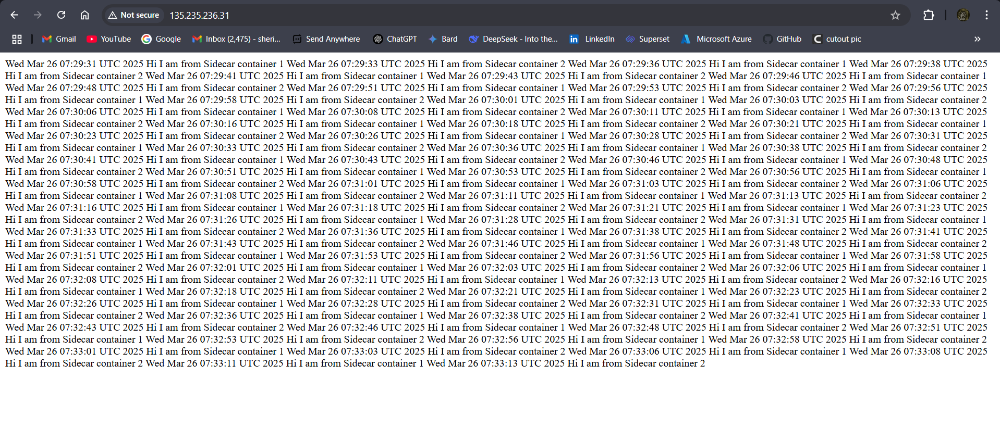 Not secure 135.235.236.31
Gmail YouTube Google Inbox (2,475) - sheri... Send Anywhere ChatGPT Bard DeepSeek - Into the... LinkedIn Superset Microsoft Azure GitHub cutout pic »
Wed Mar 26 07:29:31 UTC 2025 Hi I am from Sidecar container 1 Wed Mar 26 07:29:33 UTC 2025 Hi I am from Sidecar container 2 Wed Mar 26 07:29:36 UTC 2025 Hi I am from Sidecar container 1 Wed Mar 26 07:29:38 UTC 2025
Hi I am from Sidecar container 2 Wed Mar 26 07:29:41 UTC 2025 Hi I am from Sidecar container 1 Wed Mar 26 07:29:43 UTC 2025 Hi I am from Sidecar container 2 Wed Mar 26 07:29:46 UTC 2025 Hi I am from Sidecar container 1
Wed Mar 26 07:29:48 UTC 2025 Hi I am from Sidecar container 2 Wed Mar 26 07:29:51 UTC 2025 Hi I am from Sidecar container 1 Wed Mar 26 07:29:53 UTC 2025 Hi I am from Sidecar container 2 Wed Mar 26 07:29:56 UTC 2025
Hi I am from Sidecar container 1 Wed Mar 26 07:29:58 UTC 2025 Hi I am from Sidecar container 2 Wed Mar 26 07:30:01 UTC 2025 Hi I am from Sidecar container 1 Wed Mar 26 07:30:03 UTC 2025 Hi I am from Sidecar container 2
Wed Mar 26 07:30:06 UTC 2025 Hi I am from Sidecar container 1 Wed Mar 26 07:30:08 UTC 2025 Hi I am from Sidecar container 2 Wed Mar 26 07:30:11 UTC 2025 Hi I am from Sidecar container 1 Wed Mar 26 07:30:13 UTC 2025
Hi I am from Sidecar container 2 Wed Mar 26 07:30:16 UTC 2025 Hi I am from Sidecar container 1 Wed Mar 26 07:30:18 UTC 2025 Hi I am from Sidecar container 2 Wed Mar 26 07:30:21 UTC 2025 Hi I am from Sidecar container 1
Wed Mar 26 07:30:23 UTC 2025 Hi I am from Sidecar container 2 Wed Mar 26 07:30:26 UTC 2025 Hi I am from Sidecar container 1 Wed Mar 26 07:30:28 UTC 2025 Hi I am from Sidecar container 2 Wed Mar 26 07:30:31 UTC 2025
Hi I am from Sidecar container 1 Wed Mar 26 07:30:33 UTC 2025 Hi I am from Sidecar container 2 Wed Mar 26 07:30:36 UTC 2025 Hi I am from Sidecar container 1 Wed Mar 26 07:30:38 UTC 2025 Hi I am from Sidecar container 2
Wed Mar 26 07:30:41 UTC 2025 Hi I am from Sidecar container 1 Wed Mar 26 07:30:43 UTC 2025 Hi I am from Sidecar container 2 Wed Mar 26 07:30:46 UTC 2025 Hi I am from Sidecar container 1 Wed Mar 26 07:30:48 UTC 2025
Hi I am from Sidecar container 2 Wed Mar 26 07:30:51 UTC 2025 Hi I am from Sidecar container 1 Wed Mar 26 07:30:53 UTC 2025 Hi I am from Sidecar container 2 Wed Mar 26 07:30:56 UTC 2025 Hi I am from Sidecar container 1
Wed Mar 26 07:30:58 UTC 2025 Hi I am from Sidecar container 2 Wed Mar 26 07:31:01 UTC 2025 Hi I am from Sidecar container 1 Wed Mar 26 07:31:03 UTC 2025 Hi I am from Sidecar container 2 Wed Mar 26 07:31:06 UTC 2025
Hi I am from Sidecar container 1 Wed Mar 26 07:31:08 UTC 2025 Hi I am from Sidecar container 2 Wed Mar 26 07:31:11 UTC 2025 Hi I am from Sidecar container 1 Wed Mar 26 07:31:13 UTC 2025 Hi I am from Sidecar container 2
Wed Mar 26 07:31:16 UTC 2025 Hi I am from Sidecar container 1 Wed Mar 26 07:31:18 UTC 2025 Hi I am from Sidecar container 2 Wed Mar 26 07:31:21 UTC 2025 Hi I am from Sidecar container 1 Wed Mar 26 07:31:23 UTC 2025
Hi I am from Sidecar container 2 Wed Mar 26 07:31:26 UTC 2025 Hi I am from Sidecar container 1 Wed Mar 26 07:31:28 UTC 2025 Hi I am from Sidecar container 2 Wed Mar 26 07:31:31 UTC 2025 Hi I am from Sidecar container 1
Wed Mar 26 07:31:33 UTC 2025 Hi I am from Sidecar container 2 Wed Mar 26 07:31:36 UTC 2025 Hi I am from Sidecar container 1 Wed Mar 26 07:31:38 UTC 2025 Hi I am from Sidecar container 2 Wed Mar 26 07:31:41 UTC 2025
Hi I am from Sidecar container 1 Wed Mar 26 07:31:43 UTC 2025 Hi I am from Sidecar container 2 Wed Mar 26 07:31:46 UTC 2025 Hi I am from Sidecar container 1 Wed Mar 26 07:31:48 UTC 2025 Hi I am from Sidecar container 2
Wed Mar 26 07:31:51 UTC 2025 Hi I am from Sidecar container 1 Wed Mar 26 07:31:53 UTC 2025 Hi I am from Sidecar container 2 Wed Mar 26 07:31:56 UTC 2025 Hi I am from Sidecar container 1 Wed Mar 26 07:31:58 UTC 2025
Hi I am from Sidecar container 2 Wed Mar 26 07:32:01 UTC 2025 Hi I am from Sidecar container 1 Wed Mar 26 07:32:03 UTC 2025 Hi I am from Sidecar container 2 Wed Mar 26 07:32:06 UTC 2025 Hi I am from Sidecar container 1
Wed Mar 26 07:32:08 UTC 2025 Hi I am from Sidecar container 2 Wed Mar 26 07:32:11 UTC 2025 Hi I am from Sidecar container 1 Wed Mar 26 07:32:13 UTC 2025 Hi I am from Sidecar container 2 Wed Mar 26 07:32:16 UTC 2025
Hi I am from Sidecar container 1 Wed Mar 26 07:32:18 UTC 2025 Hi I am from Sidecar container 2 Wed Mar 26 07:32:21 UTC 2025 Hi I am from Sidecar container 1 Wed Mar 26 07:32:23 UTC 2025 Hi I am from Sidecar container 2
Wed Mar 26 07:32:26 UTC 2025 Hi I am from Sidecar container 1 Wed Mar 26 07:32:28 UTC 2025 Hi I am from Sidecar container 2 Wed Mar 26 07:32:31 UTC 2025 Hi I am from Sidecar container 1 Wed Mar 26 07:32:33 UTC 2025
Hi I am from Sidecar container 2 Wed Mar 26 07:32:36 UTC 2025 Hi I am from Sidecar container 1 Wed Mar 26 07:32:38 UTC 2025 Hi I am from Sidecar container 2 Wed Mar 26 07:32:41 UTC 2025 Hi I am from Sidecar container 1
Wed Mar 26 07:32:43 UTC 2025 Hi I am from Sidecar container 2 Wed Mar 26 07:32:46 UTC 2025 Hi I am from Sidecar container 1 Wed Mar 26 07:32:48 UTC 2025 Hi I am from Sidecar container 2 Wed Mar 26 07:32:51 UTC 2025
Hi I am from Sidecar container 1 Wed Mar 26 07:32:53 UTC 2025 Hi I am from Sidecar container 2 Wed Mar 26 07:32:56 UTC 2025 Hi I am from Sidecar container 1 Wed Mar 26 07:32:58 UTC 2025 Hi I am from Sidecar container 2
Wed Mar 26 07:33:01 UTC 2025 Hi I am from Sidecar container 1 Wed Mar 26 07:33:03 UTC 2025 Hi I am from Sidecar container 2 Wed Mar 26 07:33:06 UTC 2025 Hi I am from Sidecar container 1 Wed Mar 26 07:33:08 UTC 2025
Hi I am from Sidecar container 2 Wed Mar 26 07:33:11 UTC 2025 Hi I am from Sidecar container 1 Wed Mar 26 07:33:13 UTC 2025 Hi I am from Sidecar container 2